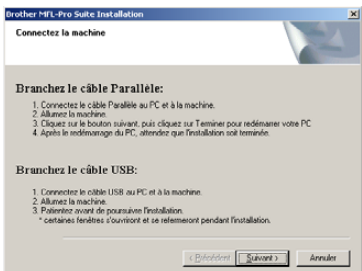 Brother MFL-Pro Suite Installation
Connectez la machine
Branchez le câble Parallèle:
1. Connectez le câble Parallèle au PC et à la machine.
2. Allumez la machine.
3. Cliquez sur le bouton suivant, puis cliquez sur Terminer pour redémarrer votre PC
4. Après le redémarrage du PC, attendez que l'installation soit terminée.
Branchez le câble USB:
1. Connectez le câble USB au PC et à la machine.
2. Allumez la machine.
3. Patientez avant de poursuivre l'installation.
* certaines fenêtres s'ouvriront et se refermeront pendant l'installation.
< Précédent Suivant > Annuler